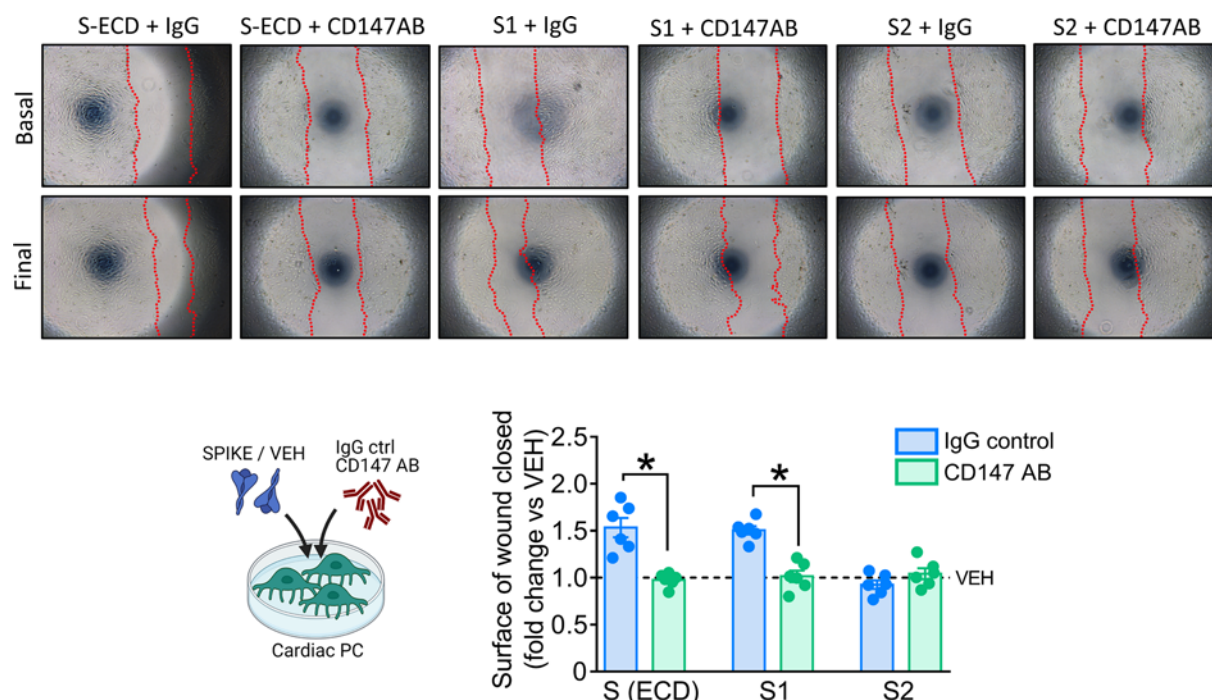 S-ECD + IgG
S-ECD + CD147AB
S1 + IgG
S1 + CD147AB
S2 + IgG
S2 + CD147AB
Basal
Final
SPIKE / VEH
IgG ctrl
CD147 AB
Cardiac PC
Surface of wound closed
(fold change vs VEH)
2.5
2.0
1.5
1.0
0.5
0
*
*
IgG control
CD147 AB
VEH
S (ECD)
S1
S2